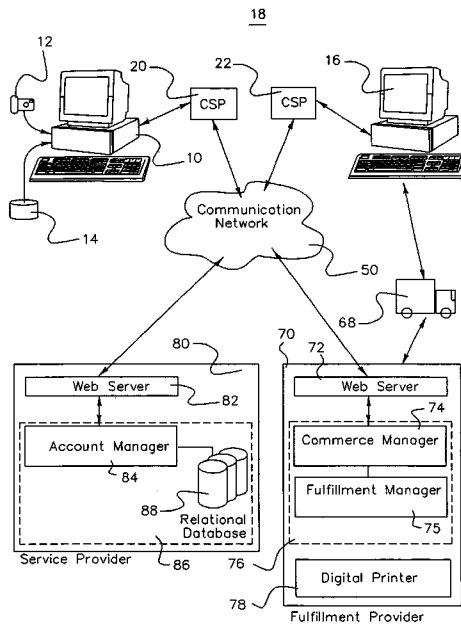 18
12
20
22
16
CSP
CSP
10
14
Communication
Network
50
68
80
70
72
Web Server
82
Web Server
74
Account Manager
84
Commerce Manager
88
Relational
Database
Fulfillment Manager
75
86
76
Service Provider
78
Digital Printer
Fulfillment Provider